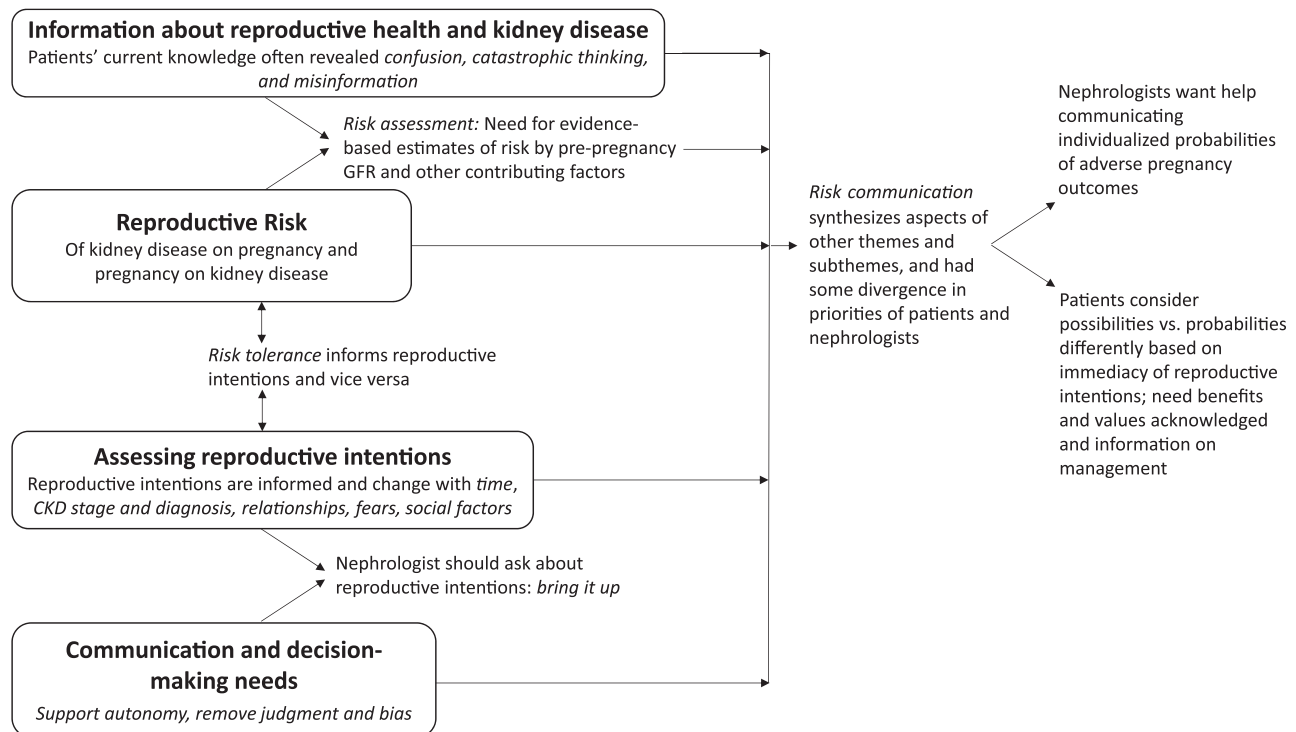 Information about reproductive health and kidney disease
Patients’ current knowledge often revealed confusion, catastrophic thinking,
and misinformation
Risk assessment: Need for evidence-
based estimates of risk by pre-pregnancy
GFR and other contributing factors
Reproductive Risk
Of kidney disease on pregnancy and
pregnancy on kidney disease
Risk tolerance informs reproductive
intentions and vice versa
Assessing reproductive intentions
Reproductive intentions are informed and change with time,
CKD stage and diagnosis, relationships, fears, social factors
Nephrologist should ask about
reproductive intentions: bring it up
Communication and decision-
making needs
Support autonomy, remove judgment and bias
Risk communication
synthesizes aspects of
other themes and
subthemes, and had
some divergence in
priorities of patients and
nephrologists
Nephrologists want help
communicating
individualized probabilities
of adverse pregnancy
outcomes
Patients consider
possibilities vs. probabilities
differently based on
immediacy of reproductive
intentions; need benefits
and values acknowledged
and information on
management